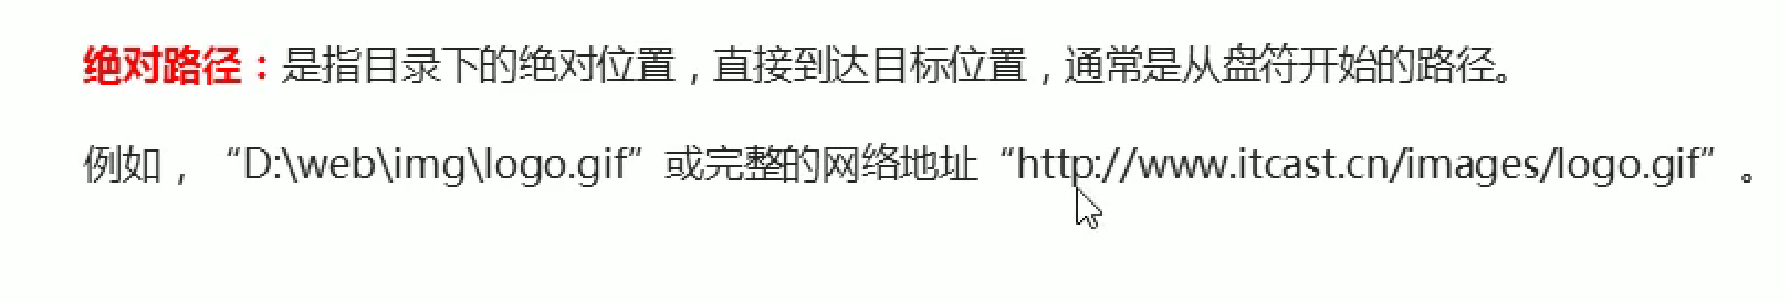 绝对路径：是指目录下的绝对位置，直接到达目标位置，通常是从盘符开始的路径。
例如，“D:\web\img\logo.gif”或完整的网络地址“http://www.itcast.cn/images/logo.gif”。